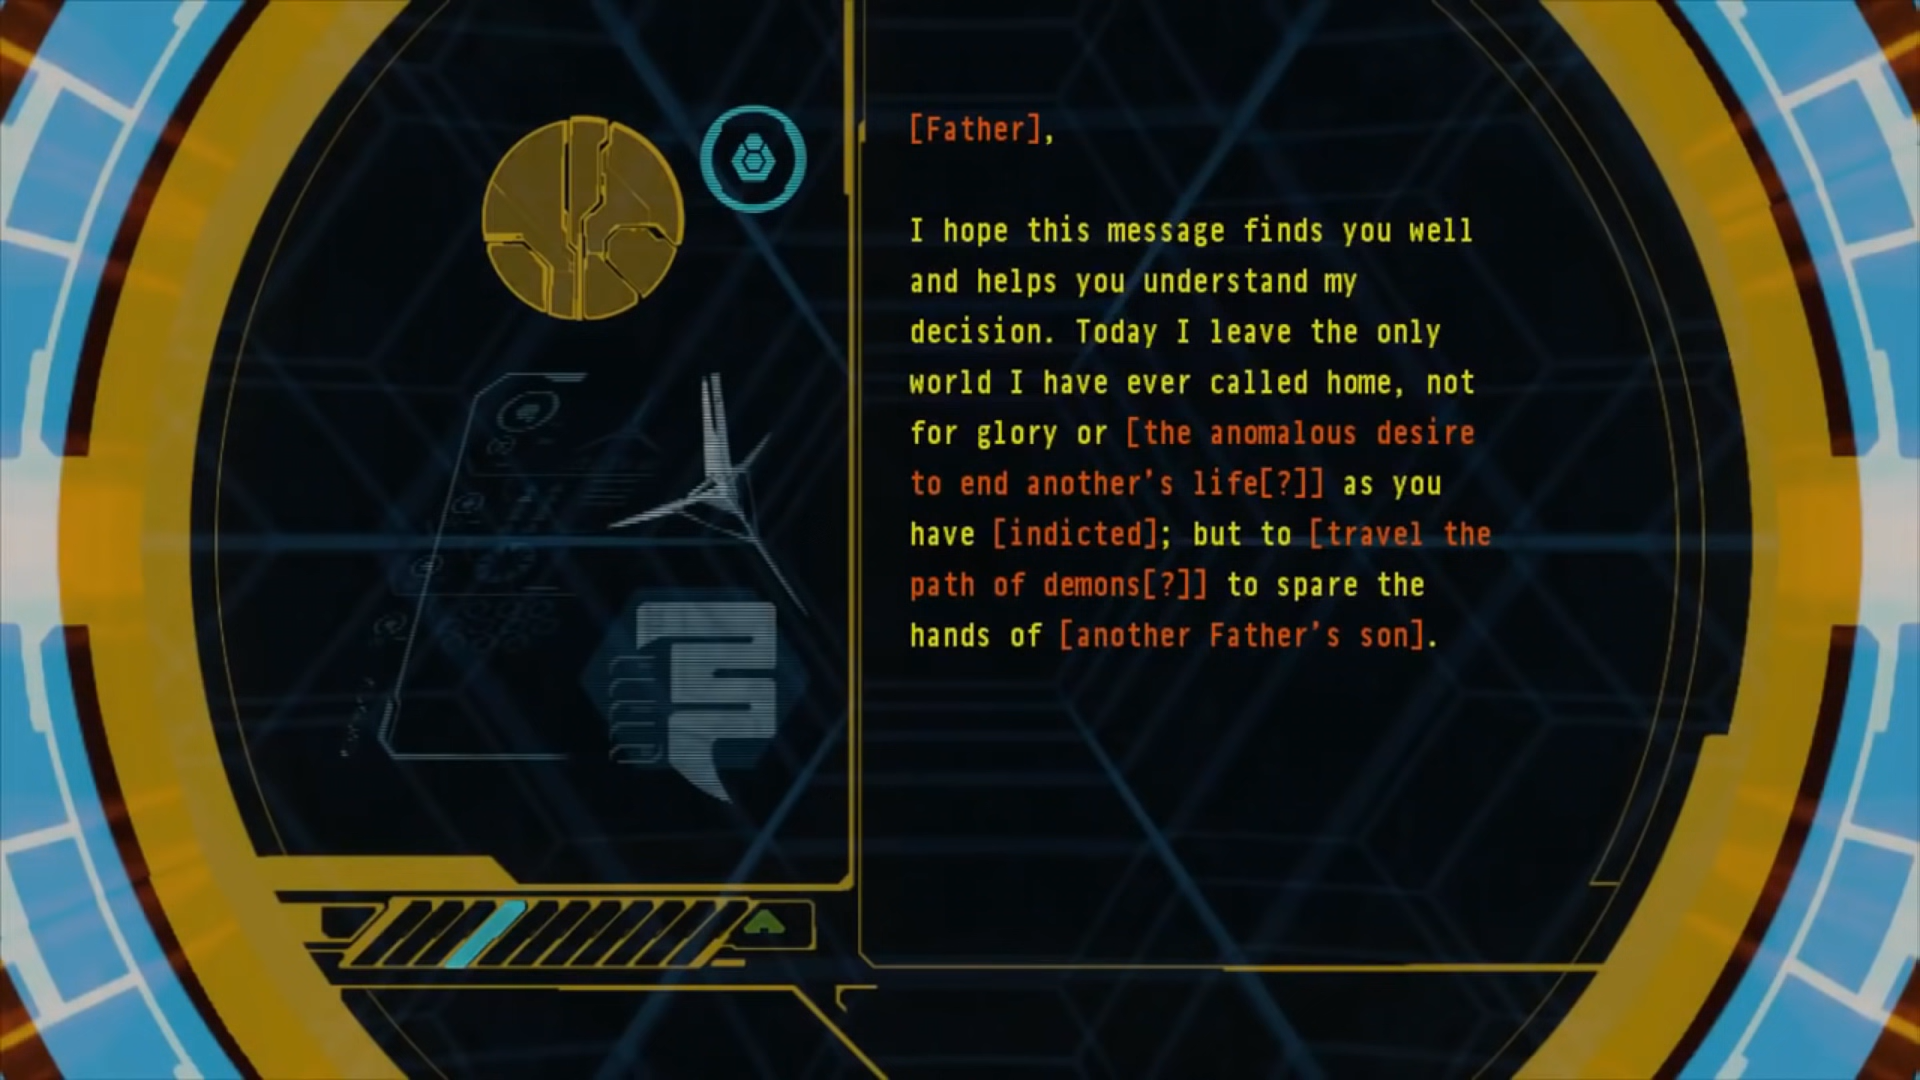 [Father],
I hope this message finds you well
and helps you understand my
decision. Today I leave the only
world I have ever called home, not
for glory or [the anomalous desire
to end another's life[?]] as you
have [indicted]; but to [travel the
path of demons[?]] to spare the
hands of [another Father's son].